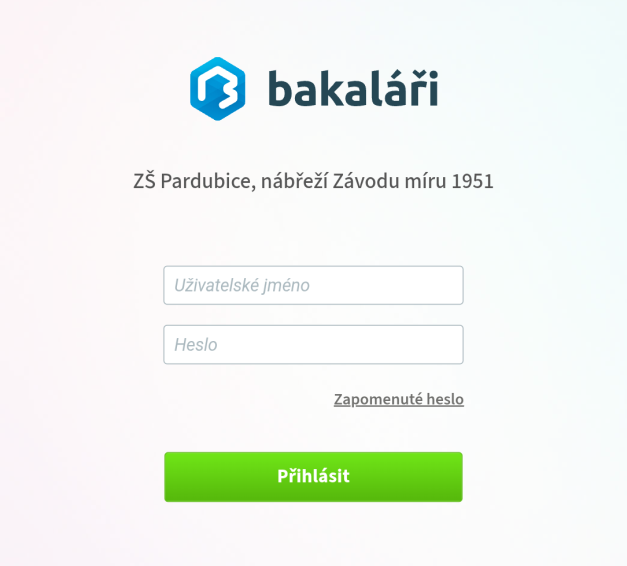 bakaláři
ZŠ Pardubice, nábřeží Závodu míru 1951
Uživatelské jméno
Heslo
Zapomenuté heslo
Přihlásit